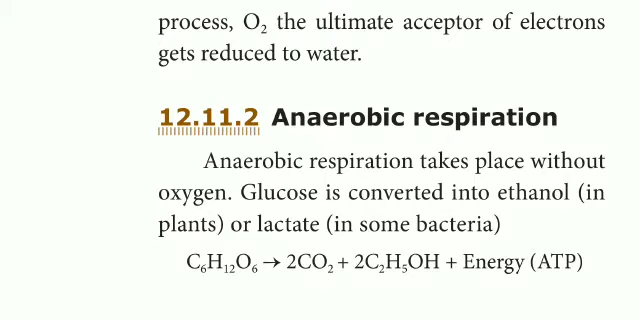 process, O₂ the ultimate acceptor of electrons
gets reduced to water.
12.11.2 Anaerobic respiration
Anaerobic respiration takes place without
oxygen. Glucose is converted into ethanol (in
plants) or lactate (in some bacteria)
C₆H₁₂O₆ → 2CO₂ + 2C₂H₅OH + Energy (ATP)